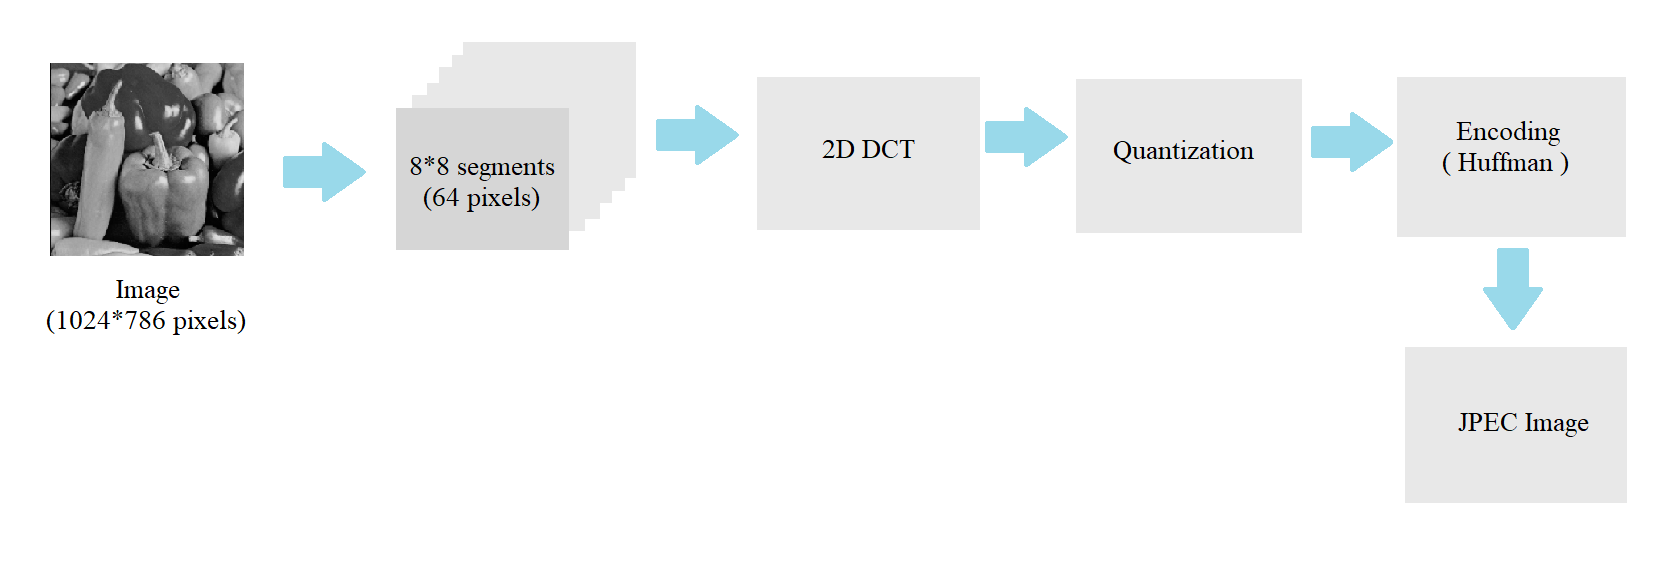 Image
(1024*786 pixels)
8*8 segments
(64 pixels)
2D DCT
Quantization
Encoding
( Huffman )
JPEC Image